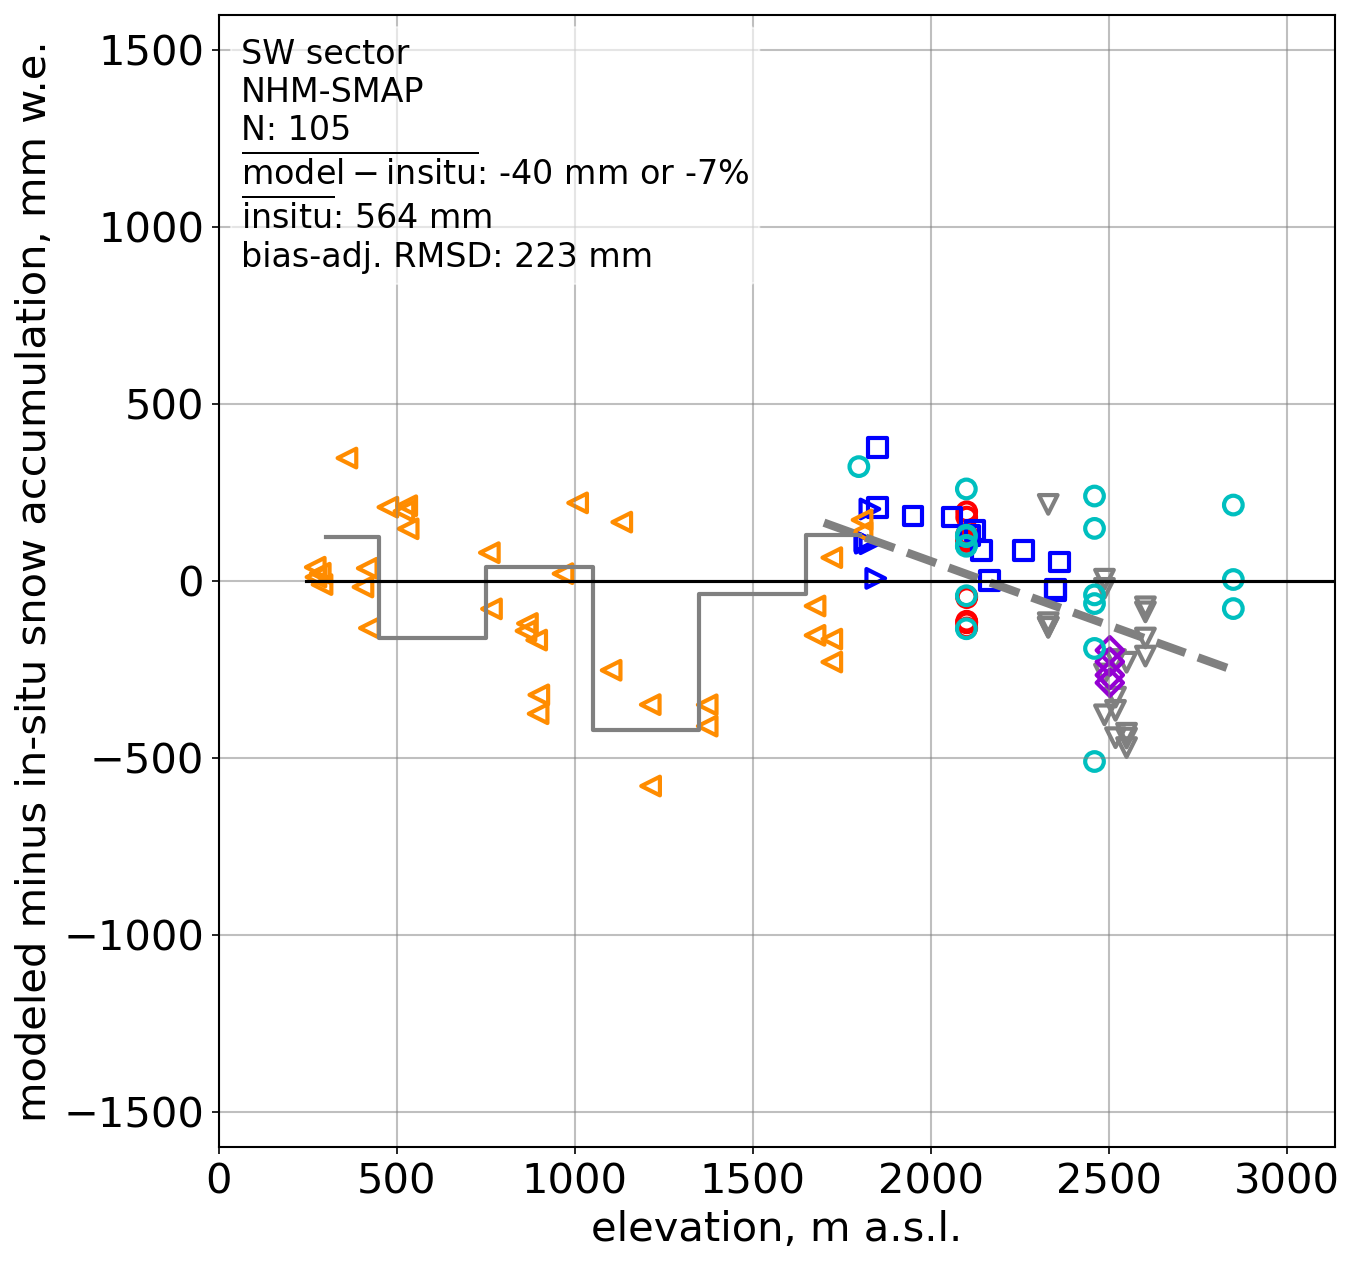 modeled minus in-situ snow accumulation, mm w.e.
1500
1000
500
0
−500
−1000
−1500
SW sector
NHM-SMAP
N: 105
model − insitu: -40 mm or -7%
insitu: 564 mm
bias-adj. RMSD: 223 mm
0 500 1000 1500 2000 2500 3000
elevation, m a.s.l.